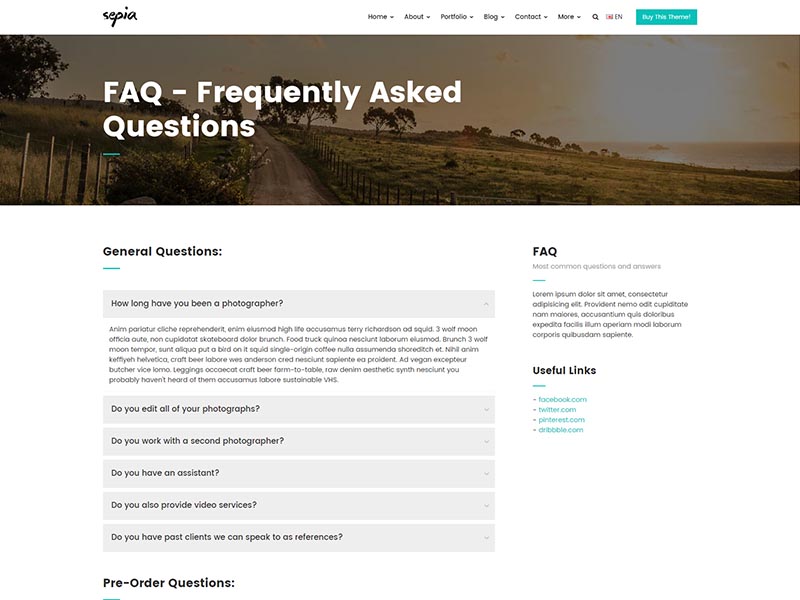 sepia
Home About Portfolio Blog Contact More EN Buy This Theme!
FAQ - Frequently Asked
Questions
General Questions:
How long have you been a photographer?
Anim pariatur cliche reprehenderit, enim eiusmod high life accusamus terry richardson ad squid. 3 wolf moon
officia aute, non cupidatat skateboard dolor brunch. Food truck quinoa nesciunt laborum eiusmod. Brunch 3 wolf
moon tempor, sunt aliqua put a bird on it squid single-origin coffee nulla assumenda shoreditch et. Nihil anim
keffiyeh helvetica, craft beer labore wes anderson cred nesciunt sapiente ea proident. Ad vegan excepteur
butcher vice lomo. Leggings occaecat craft beer farm-to-table, raw denim aesthetic synth nesciunt you
probably haven't heard of them accusamus labore sustainable VHS.
Do you edit all of your photographs?
Do you work with a second photographer?
Do you have an assistant?
Do you also provide video services?
Do you have past clients we can speak to as references?
Pre-Order Questions:
FAQ
Most common questions and answers
Lorem ipsum dolor sit amet, consectetur
adipisicing elit. Provident nemo odit cupiditate
nam maiores, accusantium quis doloribus
expedita facilis illum aperiam modi laborum
corporis quibusdam sapiente.
Useful Links
- facebook.com
- twitter.com
- pinterest.com
- dribbble.com